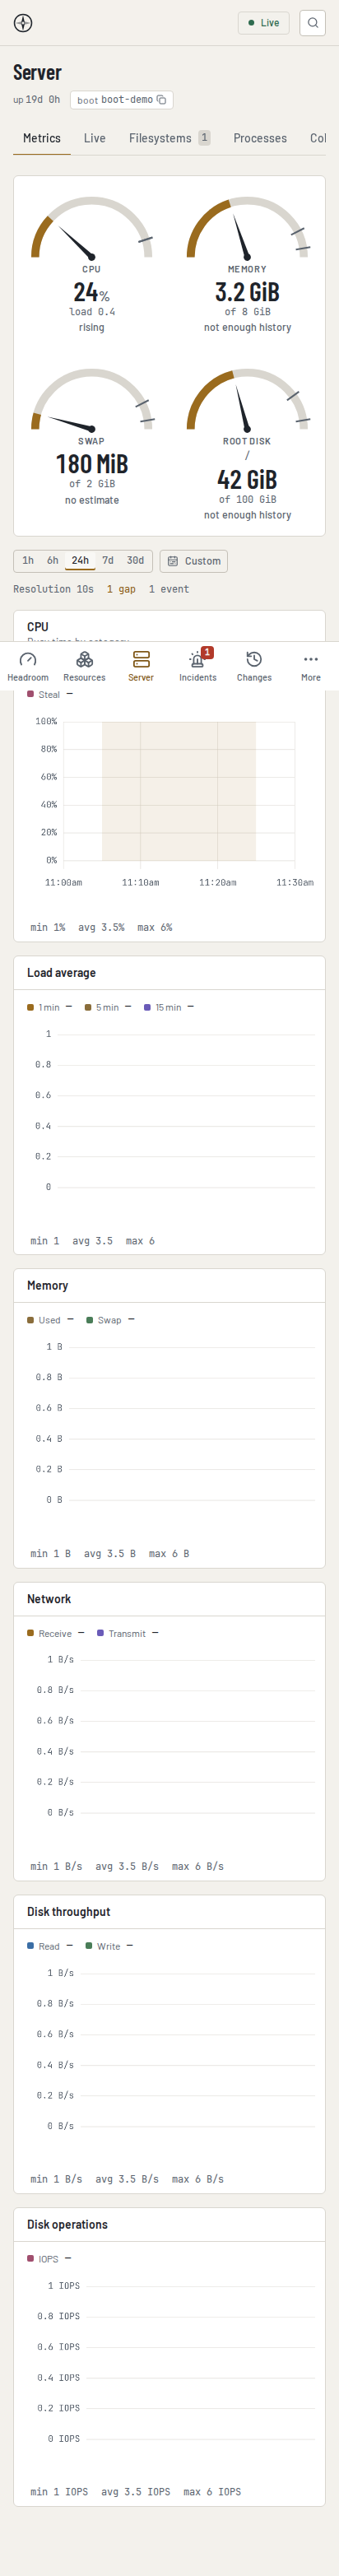 Live
Server
up 19d 0h boot boot-demo
Metrics Live Filesystems 1 Processes Col
CPU
24%
load 0.4
rising
MEMORY
3.2 GiB
of 8 GiB
not enough history
SWAP
180 MiB
of 2 GiB
no estimate
ROOT DISK
/
42 GiB
of 100 GiB
not enough history
1h 6h 24h 7d 30d Custom
Resolution 10s 1 gap 1 event
CPU
Headroom Resources Server Incidents 1 Changes More
Steal —
100%
80%
60%
40%
20%
0%
11:00am 11:10am 11:20am 11:30am
min 1% avg 3.5% max 6%
Load average
1 min — 5 min — 15 min —
1
0.8
0.6
0.4
0.2
0
min 1 avg 3.5 max 6
Memory
Used — Swap —
1 B
0.8 B
0.6 B
0.4 B
0.2 B
0 B
min 1 B avg 3.5 B max 6 B
Network
Receive — Transmit —
1 B/s
0.8 B/s
0.6 B/s
0.4 B/s
0.2 B/s
0 B/s
min 1 B/s avg 3.5 B/s max 6 B/s
Disk throughput
Read — Write —
1 B/s
0.8 B/s
0.6 B/s
0.4 B/s
0.2 B/s
0 B/s
min 1 B/s avg 3.5 B/s max 6 B/s
Disk operations
IOPS —
1 IOPS
0.8 IOPS
0.6 IOPS
0.4 IOPS
0.2 IOPS
0 IOPS
min 1 IOPS avg 3.5 IOPS max 6 IOPS